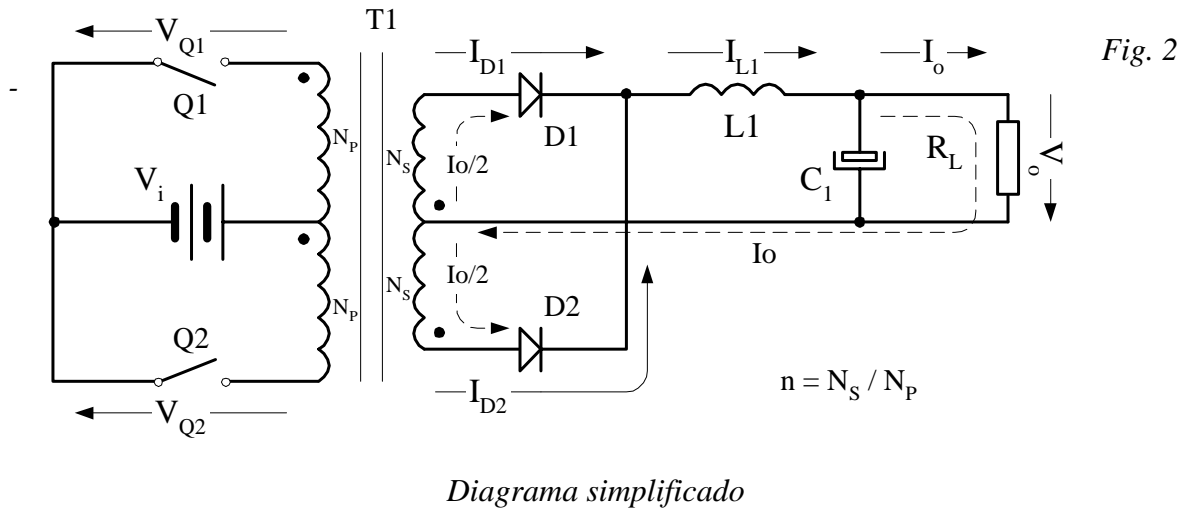 V_Q1
T1
I_D1
I_L1
I_o
Fig. 2
-
Q1
D1
L1
N_P
N_S
Io/2
R_L
V_o
V_i
C_1
Io
N_P
N_S
Io/2
Q2
D2
n = N_S / N_P
V_Q2
I_D2
Diagrama simplificado